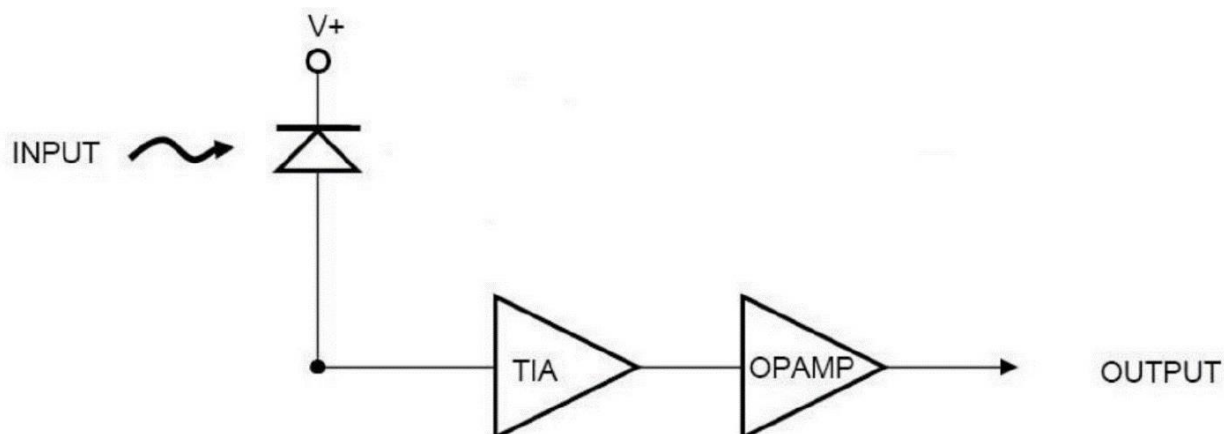 V+
INPUT
TIA
OPAMP
OUTPUT